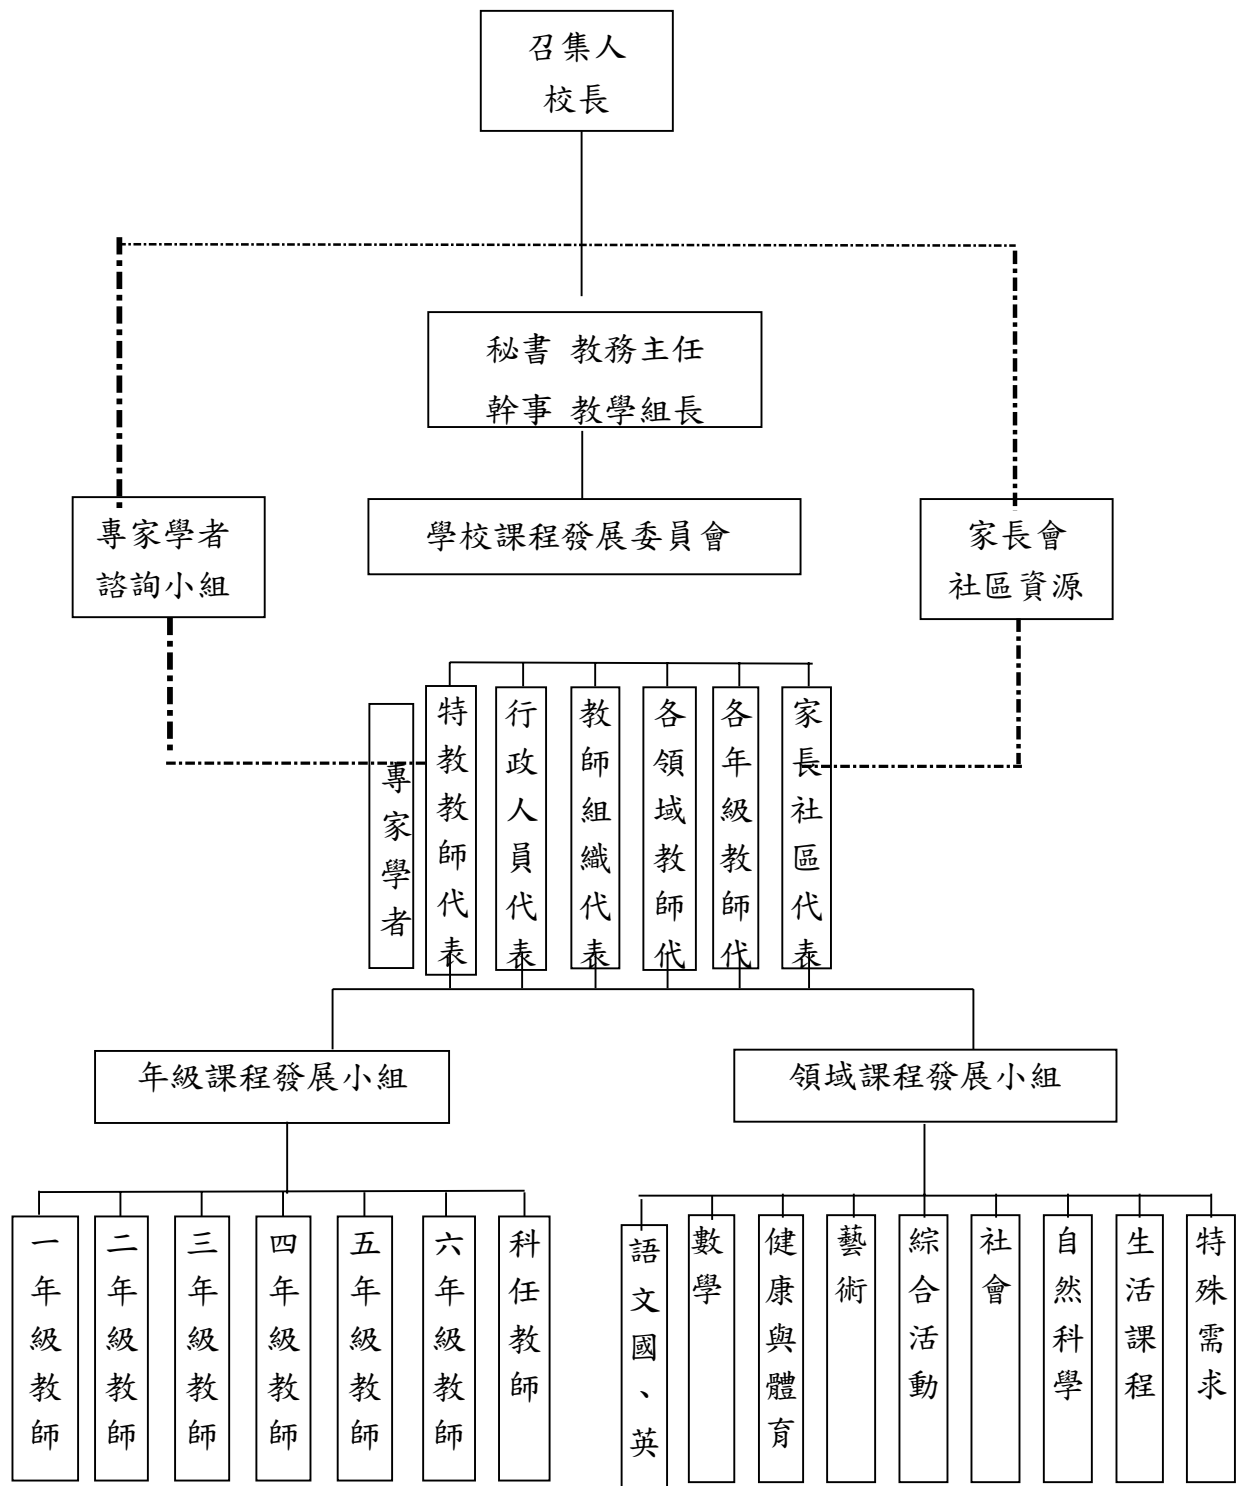 召集人
校長
秘書 教務主任
幹事 教學組長
專家學者
諮詢小組
學校課程發展委員會
家長會
社區資源
專家學者
特教教師代表
行政人員代表
教師組織代表
各領域教師代
各年級教師代
家長社區代表
年級課程發展小組
領域課程發展小組
一年級教師
二年級教師
三年級教師
四年級教師
五年級教師
六年級教師
科任教師
語文國、英
數學
健康與體育
藝術
綜合活動
社會
自然科學
生活課程
特殊需求